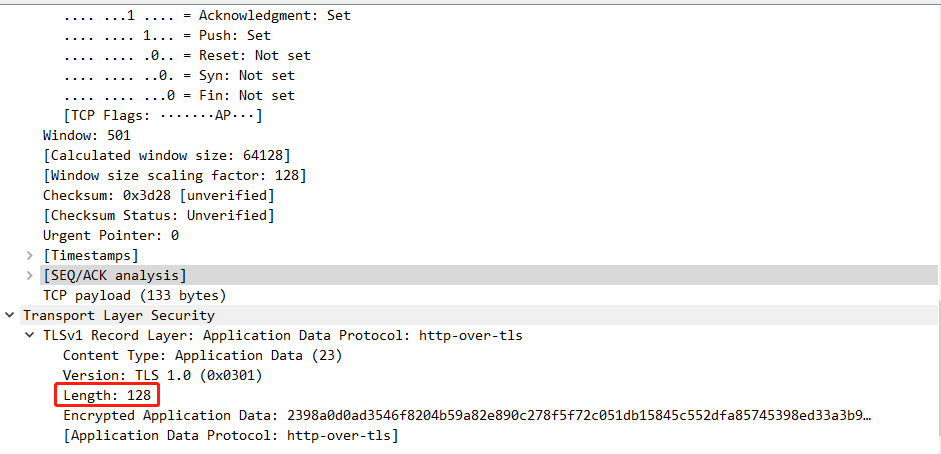 .... ...1 .... = Acknowledgment: Set
.... .... 1... = Push: Set
.... .... .0.. = Reset: Not set
.... .... ..0. = Syn: Not set
.... .... ...0 = Fin: Not set
[TCP Flags: ·······AP···]
Window: 501
[Calculated window size: 64128]
[Window size scaling factor: 128]
Checksum: 0x3d28 [unverified]
[Checksum Status: Unverified]
Urgent Pointer: 0
[Timestamps]
[SEQ/ACK analysis]
TCP payload (133 bytes)
Transport Layer Security
TLSv1 Record Layer: Application Data Protocol: http-over-tls
Content Type: Application Data (23)
Version: TLS 1.0 (0x0301)
Length: 128
Encrypted Application Data: 2398a0d0ad3546f8204b59a82e890c278f5f72c051db15845c552dfa85745398ed33a3b9…
[Application Data Protocol: http-over-tls]